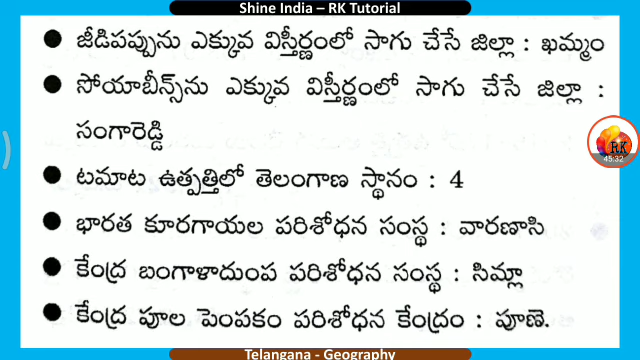 Shine India – RK Tutorial
● జీడిపప్పును ఎక్కువ విస్తీర్ణంలో సాగు చేసే జిల్లా : ఖమ్మం
● సోయాబీన్స్‌ను ఎక్కువ విస్తీర్ణంలో సాగు చేసే జిల్లా :
సంగారెడ్డి
RK
45:32
● టమాట ఉత్పత్తిలో తెలంగాణ స్థానం : 4
● భారత కూరగాయల పరిశోధన సంస్థ : వారణాసి
● కేంద్ర బంగాళాదుంప పరిశోధన సంస్థ : సిమ్లా
● కేంద్ర పూల పెంపకం పరిశోధన కేంద్రం : పూణె.
Telangana - Geography